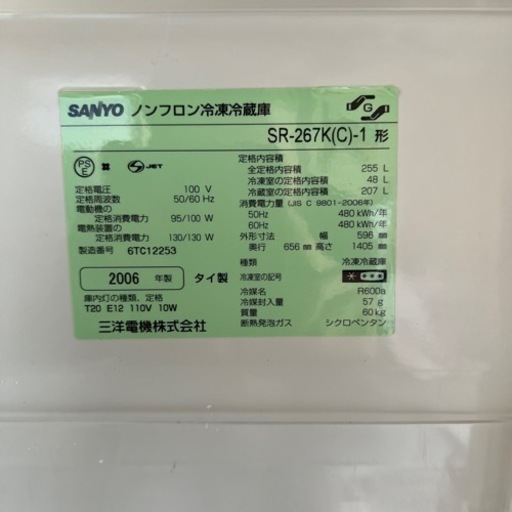 SANYO ノンフロン冷凍冷蔵庫
G
SR-267K(C)-1 形
PS E JET
定格電圧 100 V
定格周波数 50/60 Hz
電動機の
定格消費電力 95/100 W
電熱装置の
定格消費電力 130/130 W
製造番号 6TC12253
2006 年製 タイ製
庫内灯の種類、定格
T20 E12 110V 10W
三洋電機株式会社
定格内容積
全定格内容積 255 L
冷凍室の定格内容積 48 L
冷蔵室の定格内容積 207 L
消費電力量 (JIS C 9801-2006年)
50Hz 480 kWh/年
60Hz 480 kWh/年
外形寸法 幅 596 mm
奥行 656 mm 高さ 1405 mm
種類 冷凍冷蔵庫
冷凍室の記号
冷媒名 R600a
冷媒封入量 57 g
質量 60 kg
断熱発泡ガス シクロペンタン